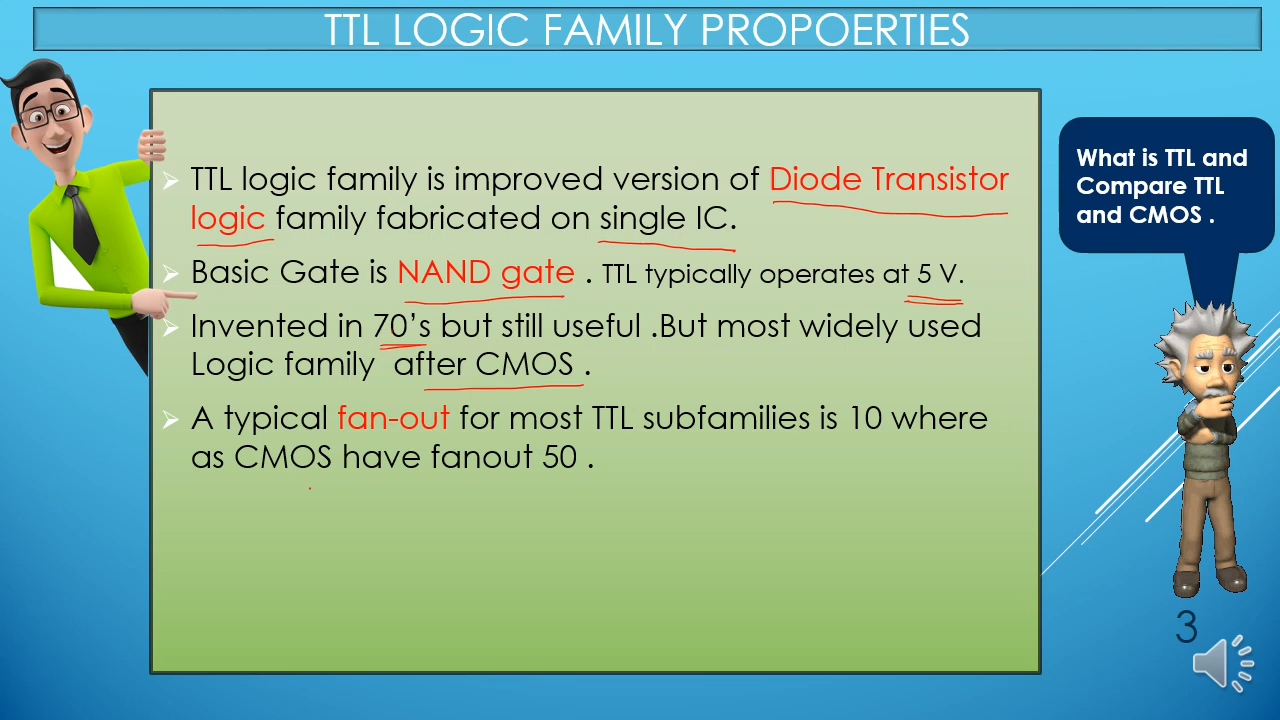 TTL LOGIC FAMILY PROPOERTIES
TTL logic family is improved version of Diode Transistor
logic family fabricated on single IC.
Basic Gate is NAND gate . TTL typically operates at 5 V.
Invented in 70's but still useful .But most widely used
Logic family after CMOS .
A typical fan-out for most TTL subfamilies is 10 where
as CMOS have fanout 50 .
What is TTL and
Compare TTL
and CMOS .
3